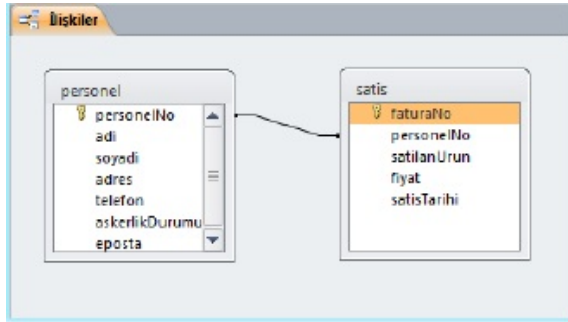 İlişkiler
personel
personelNo
adi
soyadi
adres
telefon
askerlikDurumu
eposta
satis
faturaNo
personelNo
satilanUrun
fiyat
satisTarihi